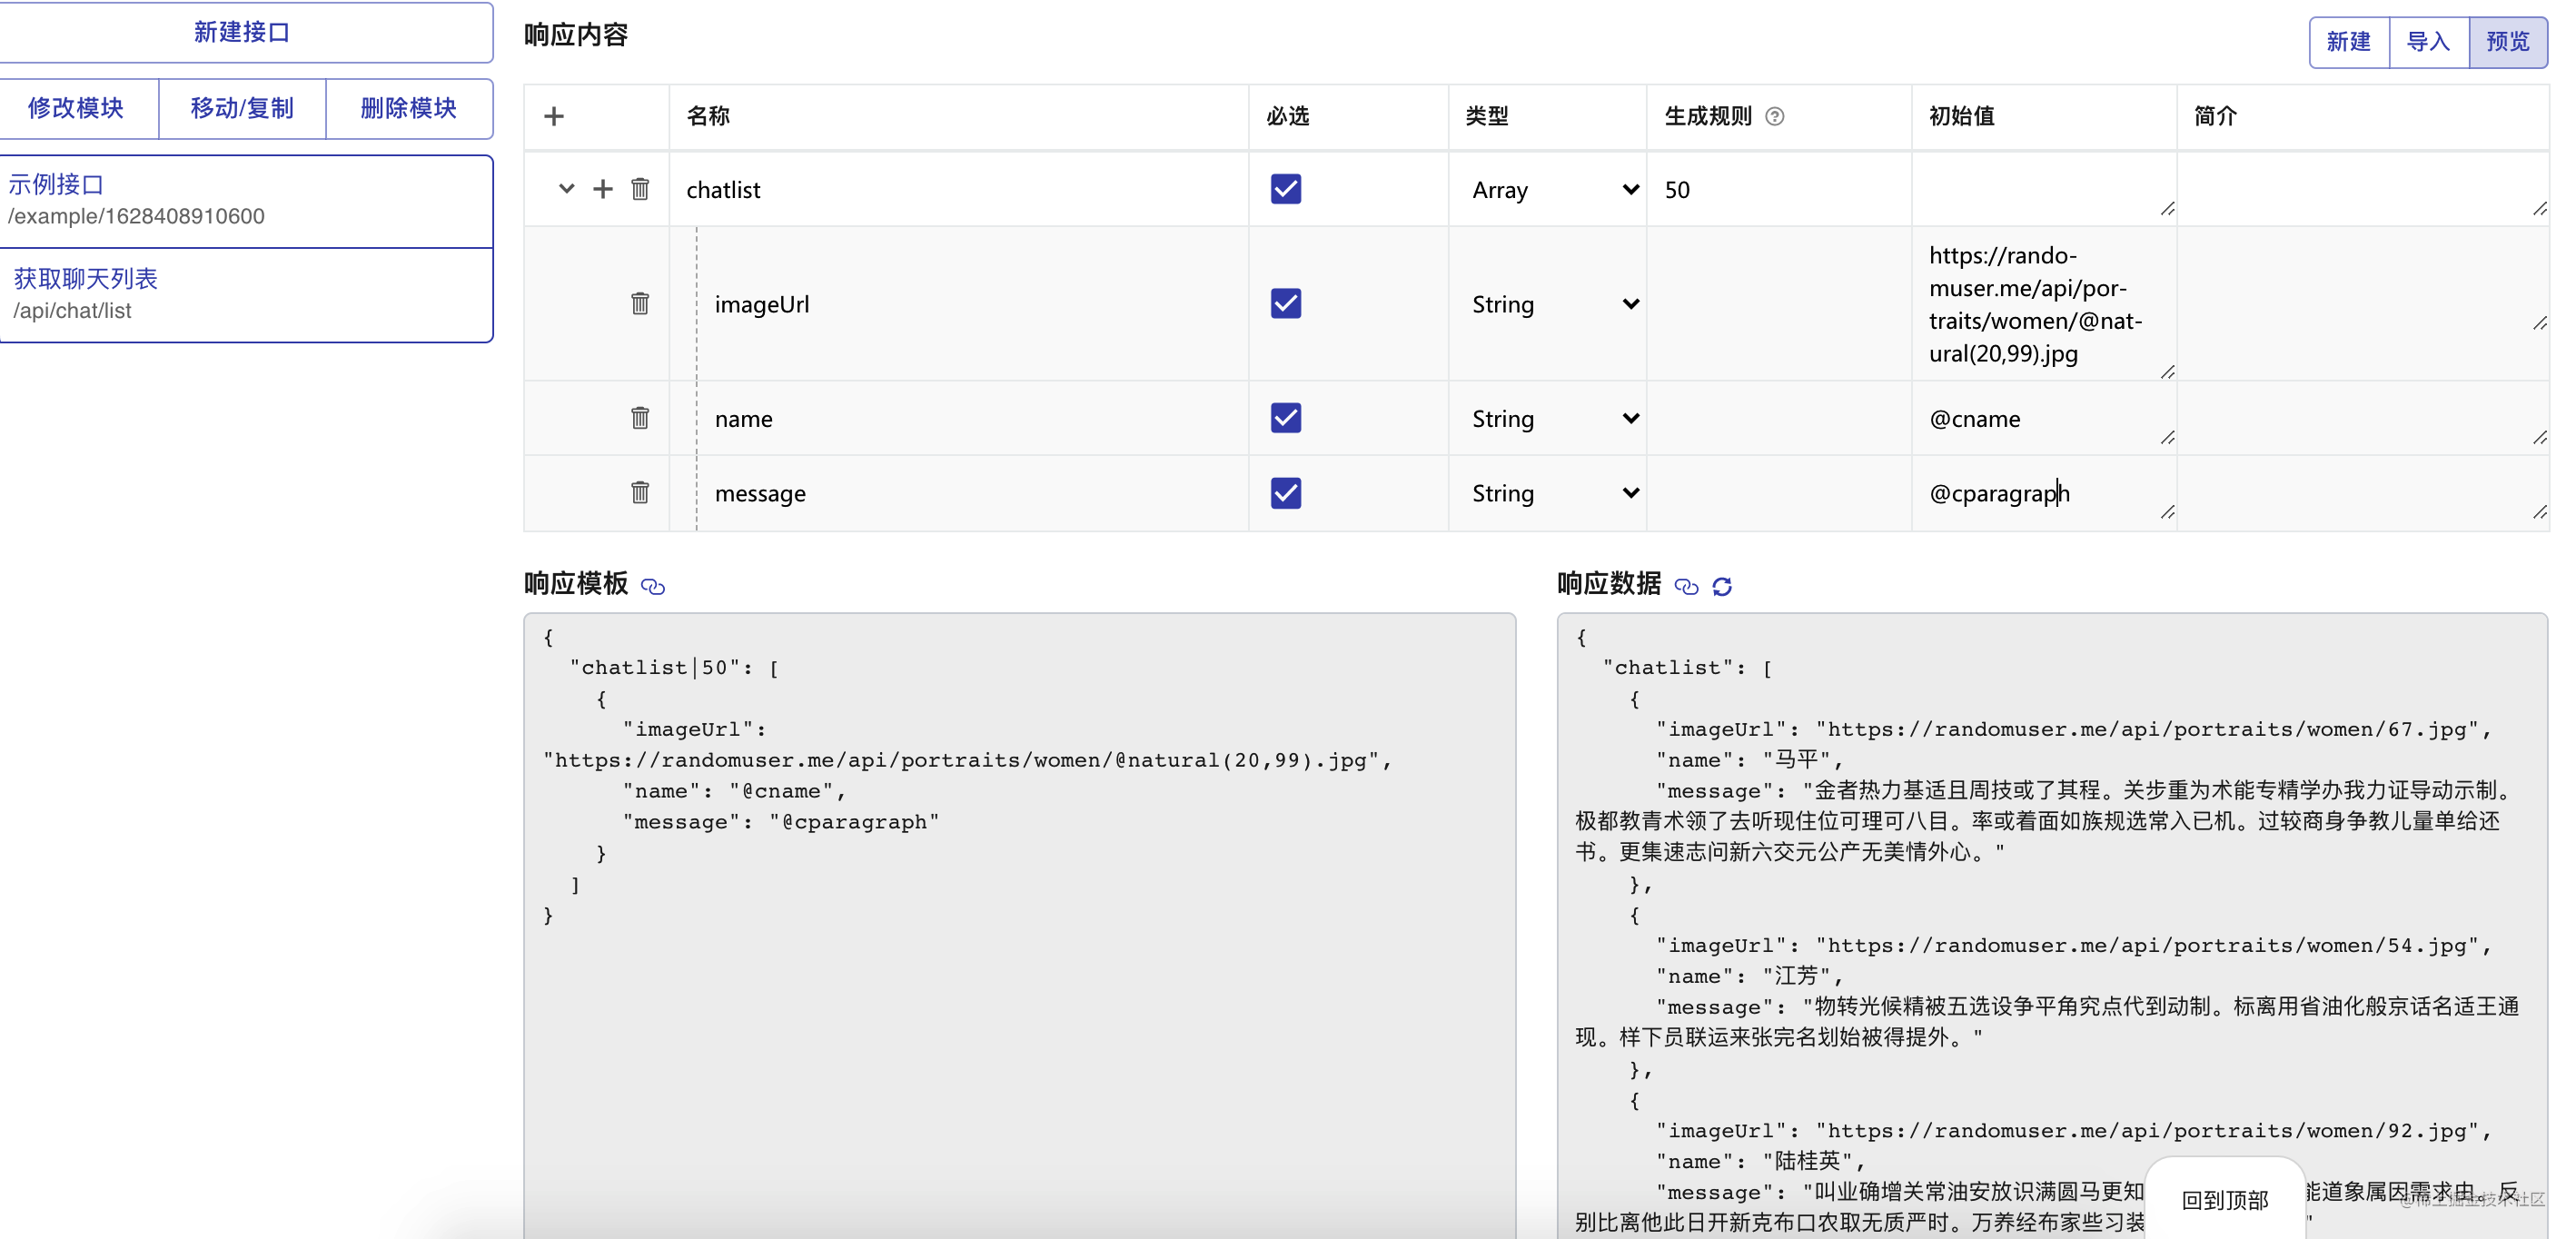 新建接口
修改模块 移动/复制 删除模块
示例接口
/example/1628408910600
获取聊天列表
/api/chat/list
响应内容
新建 导入 预览
名称 必选 类型 生成规则 初始值 简介
chatlist Array 50
imageUrl String https://rando-
muser.me/api/por-
traits/women/@nat-
ural(20,99).jpg
name String @cname
message String @cparagraph
响应模板
{
"chatlist|50": [
{
"imageUrl":
"https://randomuser.me/api/portraits/women/@natural(20,99).jpg",
"name": "@cname",
"message": "@cparagraph"
}
]
}
响应数据
{
"chatlist": [
{
"imageUrl": "https://randomuser.me/api/portraits/women/67.jpg",
"name": "马平",
"message": "金者热力基适且周技或了其程。关步重为术能专精学办我力证导动示制。
极都教青术领了去听现住位可理可八目。率或着面如族规选常入已机。过较商身争教儿量单给还
书。更集速志问新六交元公产无美情外心。"
},
{
"imageUrl": "https://randomuser.me/api/portraits/women/54.jpg",
"name": "江芳",
"message": "物转光候精被五选设争平角究点代到动制。标离用省油化般京话名适王通
现。样下员联运来张完名划始被得提外。"
},
{
"imageUrl": "https://randomuser.me/api/portraits/women/92.jpg",
"name": "陆桂英",
"message": "叫业确增关常油安放识满圆马更知 能道象属因需求由。反
别比离他此日开新克布口农取无质严时。万养经布家些习装 "
回到顶部
@稀土掘金技术社区